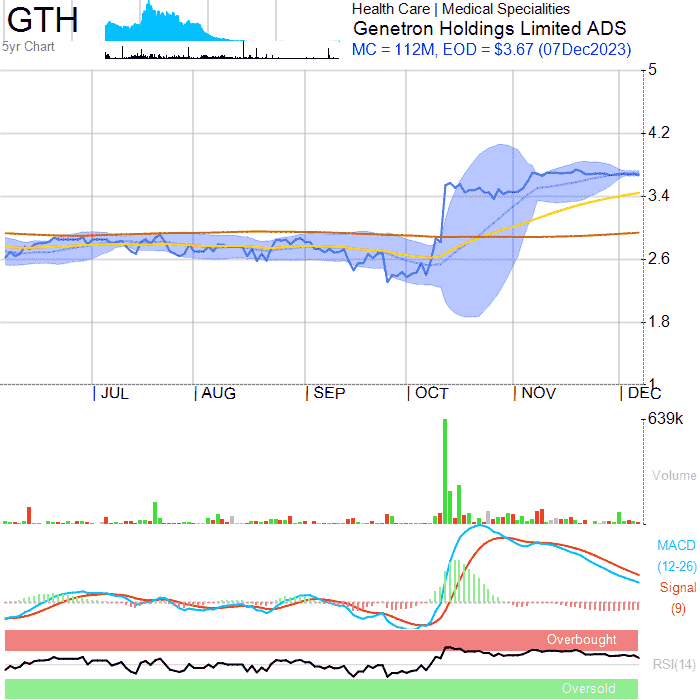 GTH
5yr Chart
Health Care | Medical Specialities
Genetron Holdings Limited ADS
MC = 112M, EOD = $3.67 (07Dec2023)
5
4.2
3.4
2.6
1.8
1
JUL AUG SEP OCT NOV DEC
639k
Volume
MACD
(12-26)
Signal
(9)
Overbought
RSI(14)
Oversold